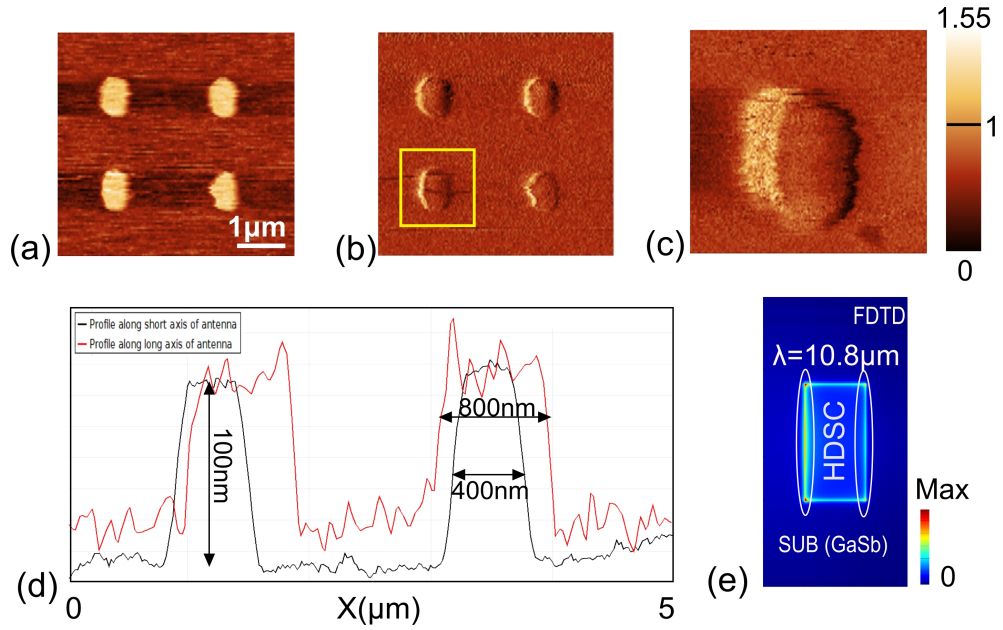 1.55
1
0
(a)
1μm
(b)
(c)
Profile along short axis of antenna
Profile along long axis of antenna
100nm
800nm
400nm
(d)
0
X(μm)
5
FDTD
λ=10.8μm
HDSC
SUB (GaSb)
(e)
Max
0